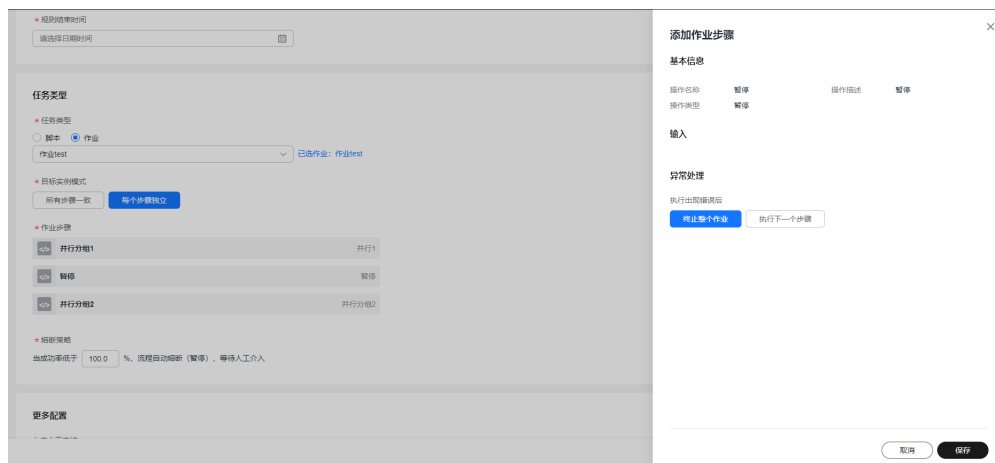 * 规则结束时间
请选择日期时间
任务类型
* 任务类型
脚本 作业
作业test 已选作业：作业test
* 目标实例模式
所有步骤一致 每个步骤独立
* 作业步骤
</> 并行分组1 并行1
</> 暂停 暂停
</> 并行分组2 并行分组2
* 熔断策略
当成功率低于 100.0 %，流程自动熔断（暂停），等待人工介入
更多配置
添加作业步骤
基本信息
操作名称 暂停 操作描述 暂停
操作类型 暂停
输入
异常处理
执行出现错误后
终止整个作业 执行下一个步骤
取消 保存